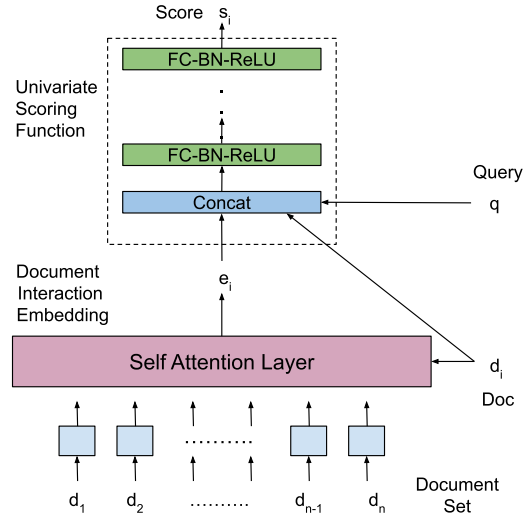 Score s_i
FC-BN-ReLU
Univariate
Scoring
Function
FC-BN-ReLU
Concat
Query
q
Document
Interaction
Embedding
e_i
Self Attention Layer
d_i
Doc
d_1 d_2 ......... d_{n-1} d_n
Document
Set